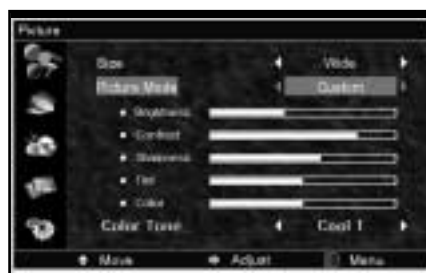 Picture
Size Wide
Picture Mode Custom
Brightness
Contrast
Sharpness
Tint
Color
Color Tone Cool 1
Move Adjust Menu